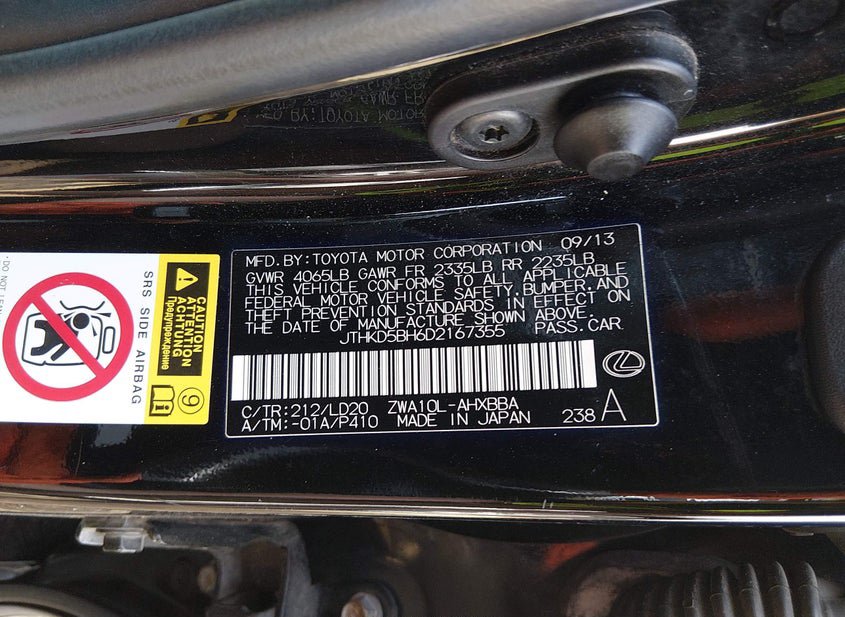 MFD. BY: TOYOTA MOTOR CORPORATION 09/13
GVWR 4065LB GAWR FR 2335LB RR 2235LB
THIS VEHICLE CONFORMS TO ALL APPLICABLE
FEDERAL MOTOR VEHICLE SAFETY, BUMPER, AND
THEFT PREVENTION STANDARDS IN EFFECT ON
THE DATE OF MANUFACTURE SHOWN ABOVE.
JTHKD5BH6D2167355 PASS. CAR
C/TR: 212/LD20 ZWA10L-AHXBBA
A/TM: -01A/P410 MADE IN JAPAN 238 A
SRS SIDE AIRBAG
CAUTION
ATTENTION
ACHTUNG
Предупреждение
9